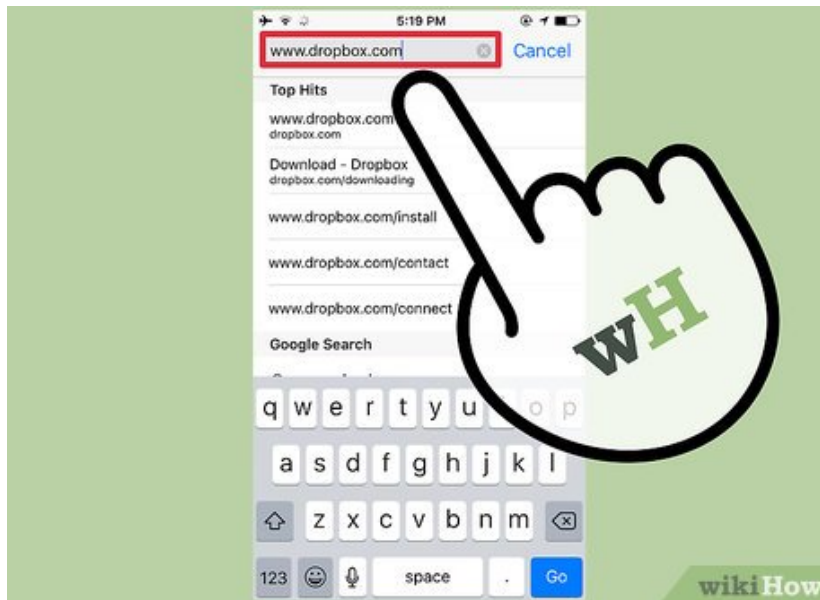 5:19 PM
www.dropbox.com
Cancel
Top Hits
www.dropbox.com
dropbox.com
Download - Dropbox
dropbox.com/downloading
www.dropbox.com/install
www.dropbox.com/contact
www.dropbox.com/connect
Google Search
q w e r t y u o p
a s d f g h j k l
z x c v b n m
123 space . Go
wH
wikiHow